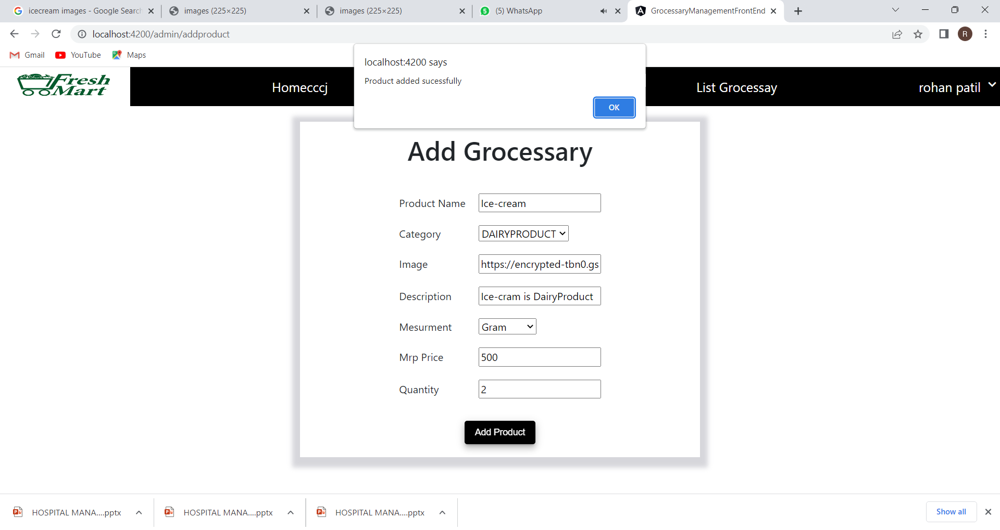 icecream images - Google Search
images (225×225)
images (225×225)
5 (5) WhatsApp
GrocessaryManagementFrontEnd
localhost:4200/admin/addproduct
R
Gmail
YouTube
Maps
localhost:4200 says
Product added sucessfully
OK
Fresh
Mart
Homecccj
List Grocessay
rohan patil
Add Grocessary
Product Name Ice-cream
Category DAIRYPRODUCT
Image https://encrypted-tbn0.gs
Description Ice-cram is DairyProduct
Mesurment Gram
Mrp Price 500
Quantity 2
Add Product
HOSPITAL MANA....pptx
HOSPITAL MANA....pptx
HOSPITAL MANA....pptx
Show all